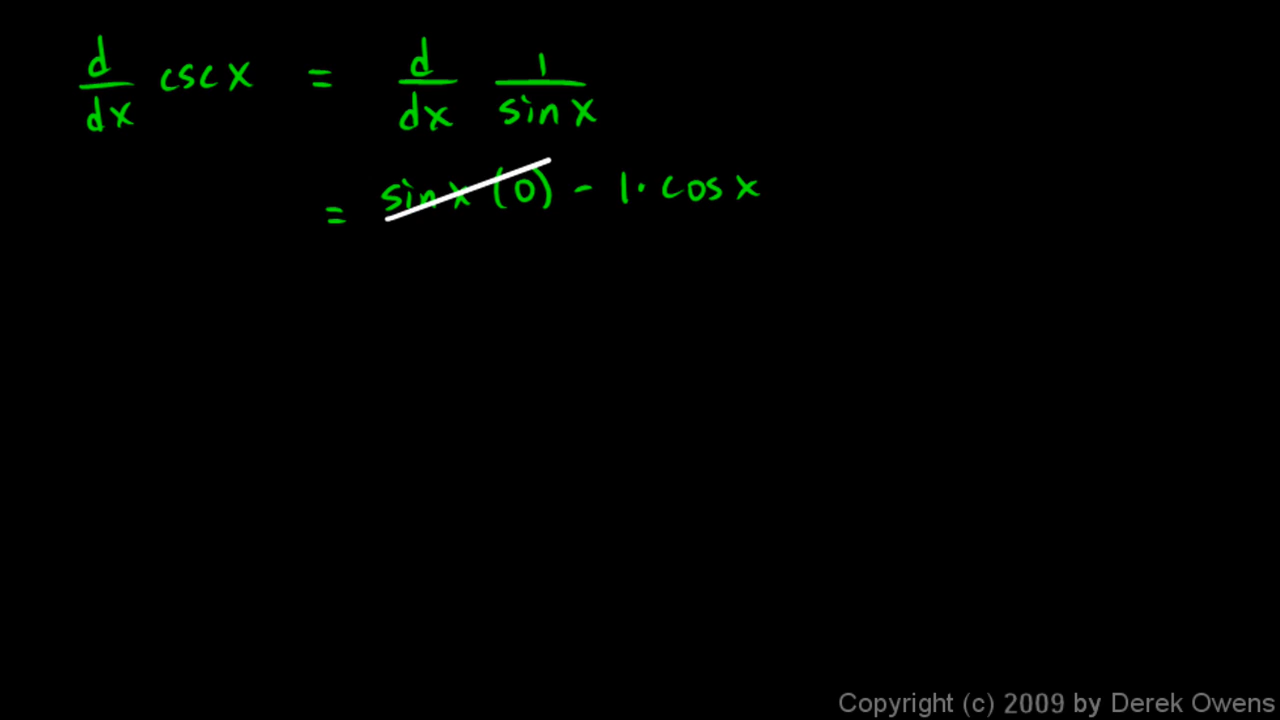 d/dx csc x = d/dx 1/sin x
= sin x (0) - 1 · cos x
Copyright (c) 2009 by Derek Owens